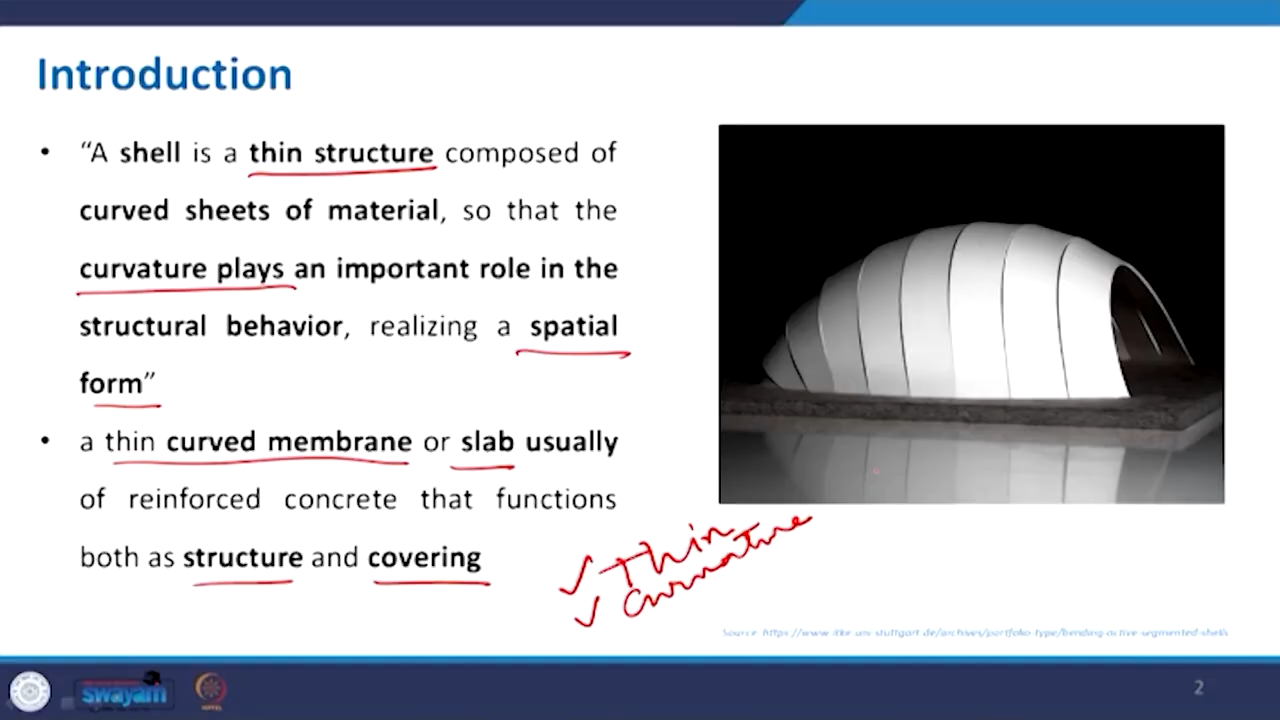 Introduction
• “A shell is a thin structure composed of
curved sheets of material, so that the
curvature plays an important role in the
structural behavior, realizing a spatial
form”
• a thin curved membrane or slab usually
of reinforced concrete that functions
both as structure and covering
Thin
curvature
Source: https://www.itke.uni-stuttgart.de/archives/portfolio-type/bending-active-segmented-shells
swayam
2